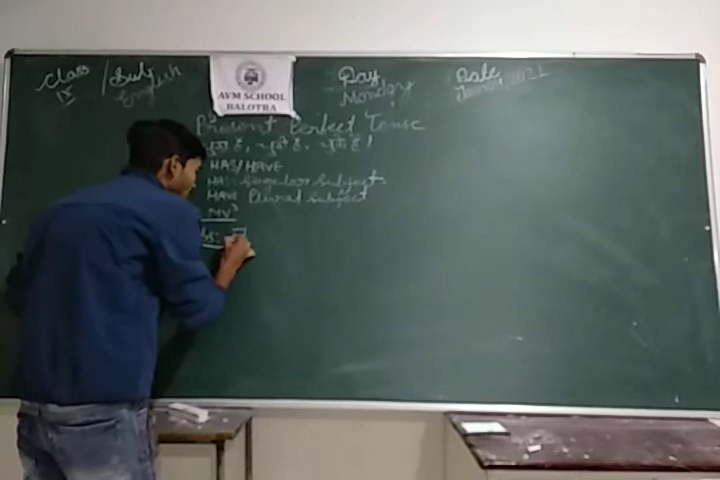 Class / Sub. Day Date
IX English Monday
AVM SCHOOL
BALOTRA
Present Perfect Tense
चुका है, चुकी है, चुके हैं।
HAS/HAVE
HAS: Singular Subject.
HAVE Plural Subject
MV³